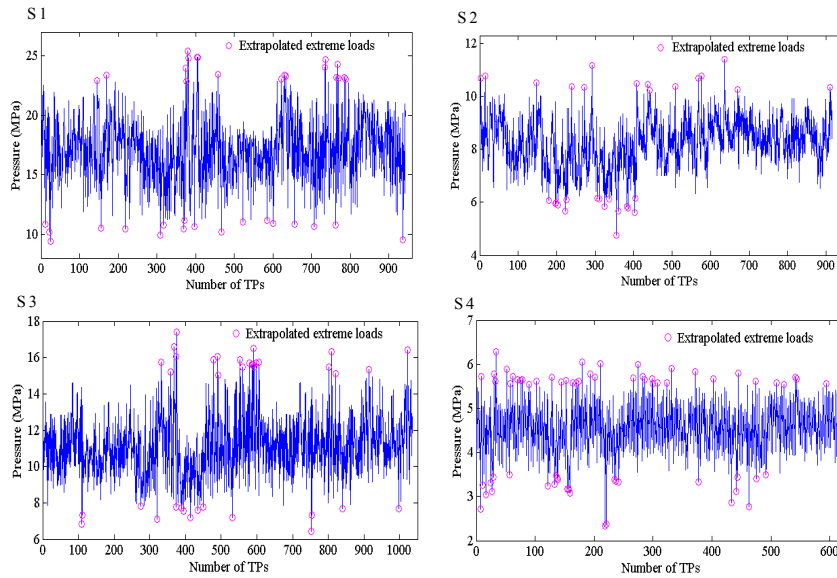 S1
Extrapolated extreme loads
25
20
15
10
Pressure (MPa)
0 100 200 300 400 500 600 700 800 900
Number of TPs
S2
Extrapolated extreme loads
12
10
8
6
4
Pressure (MPa)
0 100 200 300 400 500 600 700 800 900
Number of TPs
S3
Extrapolated extreme loads
18
16
14
12
10
8
6
Pressure (MPa)
0 100 200 300 400 500 600 700 800 900 1000
Number of TPs
S4
Extrapolated extreme loads
7
6
5
4
3
2
Pressure (MPa)
0 100 200 300 400 500 600
Number of TPs